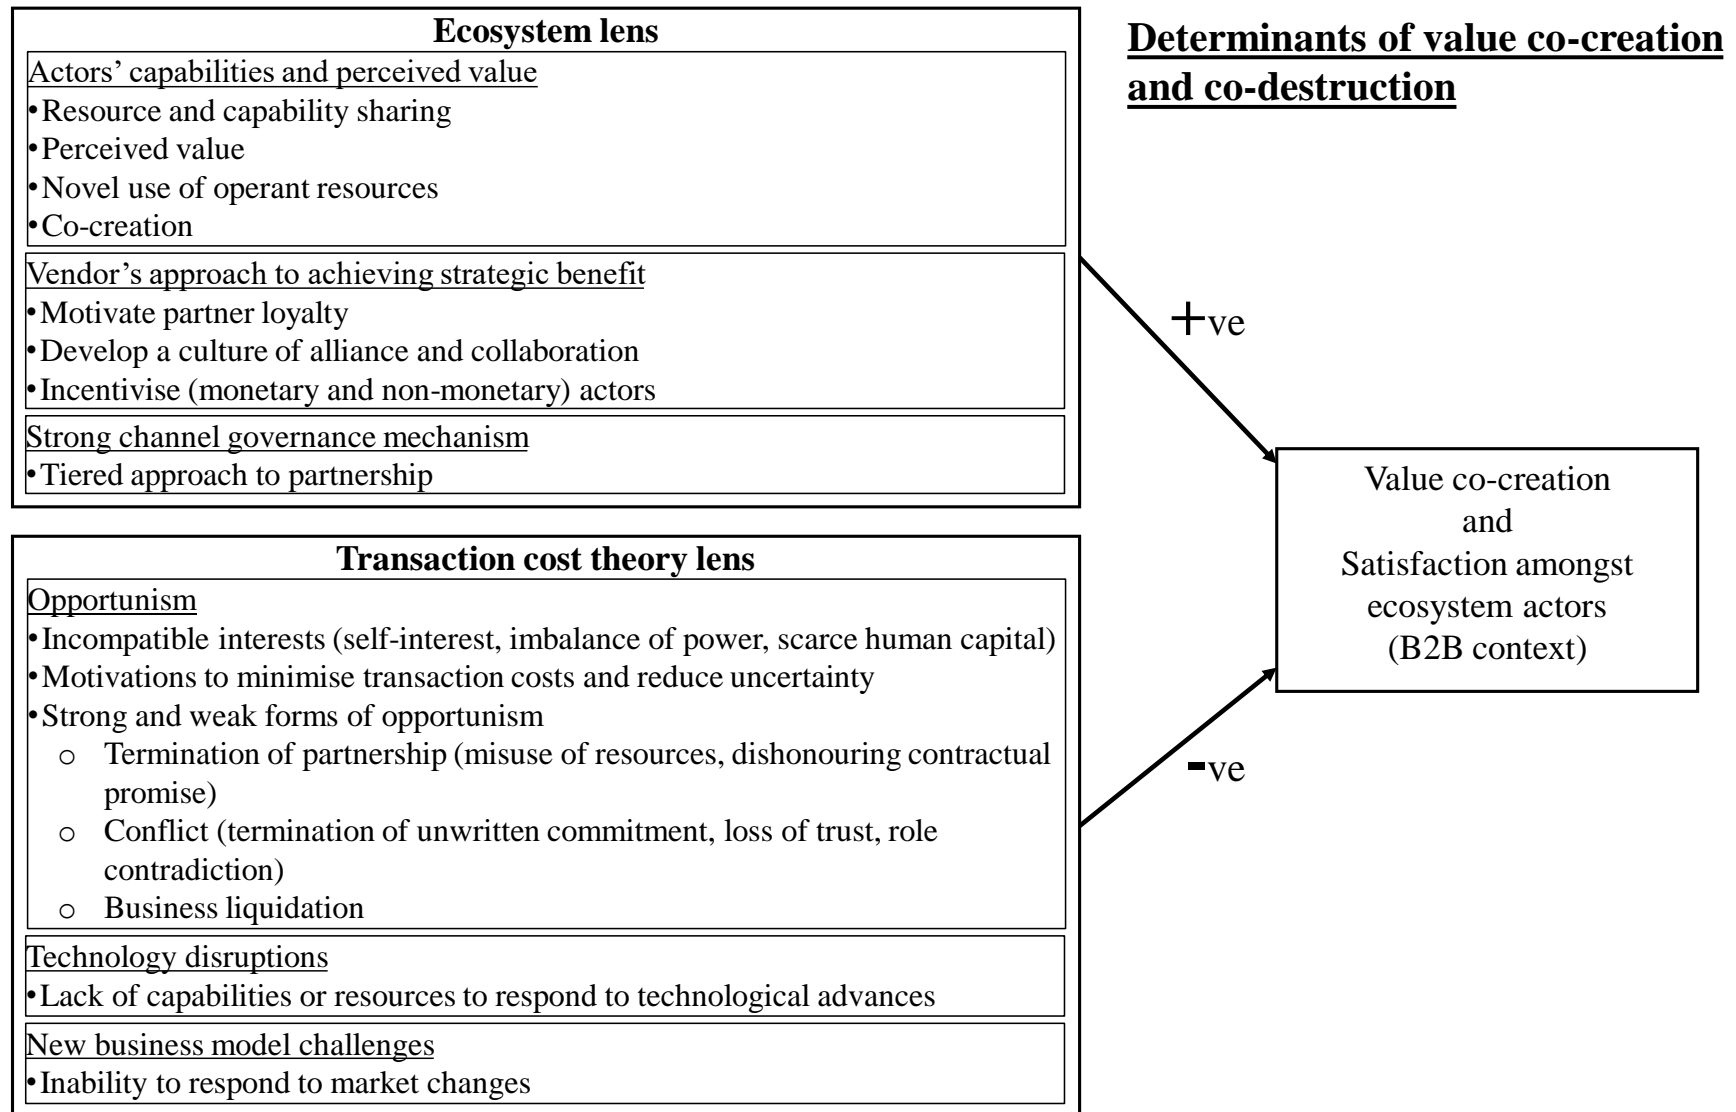 Ecosystem lens
Actors’ capabilities and perceived value
•Resource and capability sharing
•Perceived value
•Novel use of operant resources
•Co-creation
Vendor’s approach to achieving strategic benefit
•Motivate partner loyalty
•Develop a culture of alliance and collaboration
•Incentivise (monetary and non-monetary) actors
Strong channel governance mechanism
•Tiered approach to partnership
Transaction cost theory lens
Opportunism
•Incompatible interests (self-interest, imbalance of power, scarce human capital)
•Motivations to minimise transaction costs and reduce uncertainty
•Strong and weak forms of opportunism
o Termination of partnership (misuse of resources, dishonouring contractual
promise)
o Conflict (termination of unwritten commitment, loss of trust, role
contradiction)
o Business liquidation
Technology disruptions
•Lack of capabilities or resources to respond to technological advances
New business model challenges
•Inability to respond to market changes
Determinants of value co-creation
and co-destruction
+ve
-ve
Value co-creation
and
Satisfaction amongst
ecosystem actors
(B2B context)